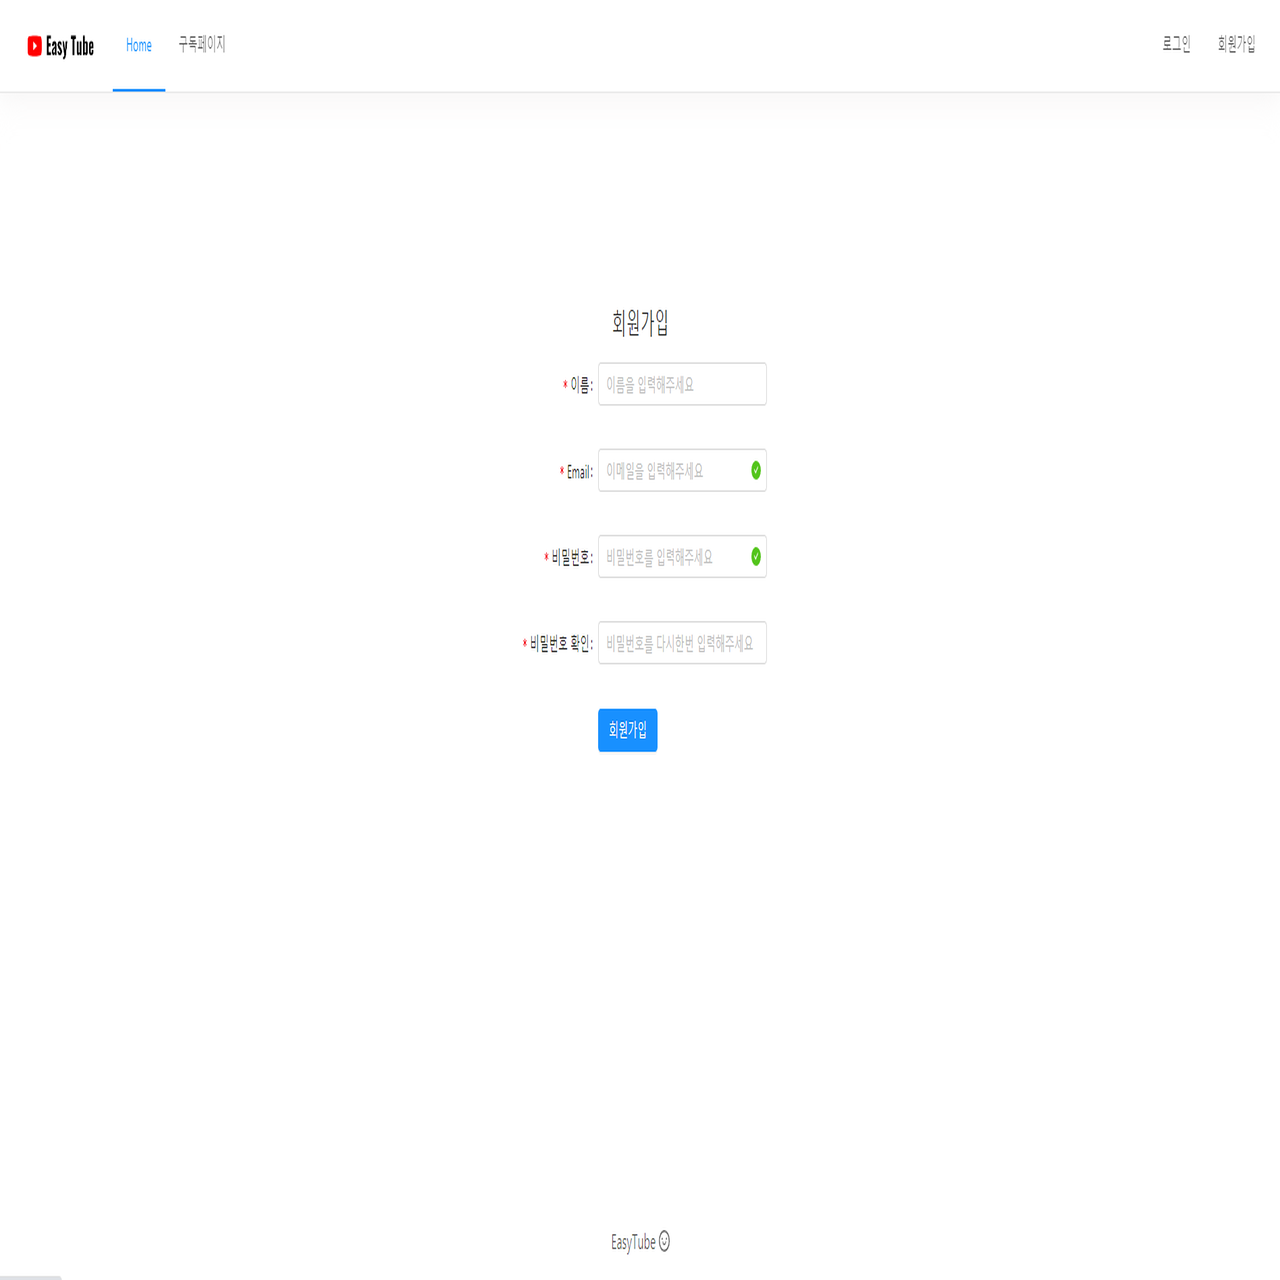 Easy Tube Home 구독페이지 로그인 회원가입
회원가입
* 이름: 이름을 입력해주세요
* Email: 이메일을 입력해주세요
* 비밀번호: 비밀번호를 입력해주세요
* 비밀번호 확인: 비밀번호를 다시한번 입력해주세요
회원가입
EasyTube